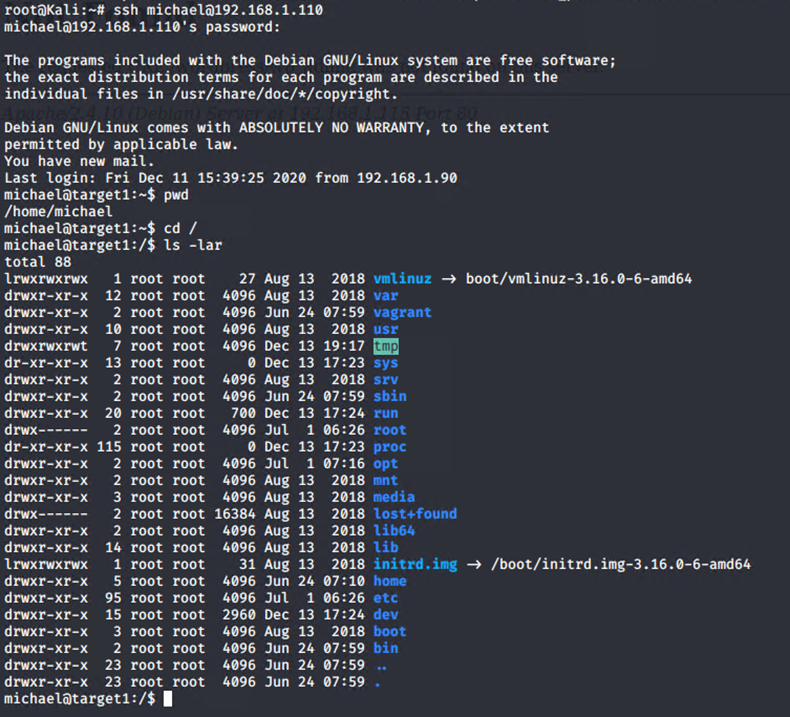 root@Kali:~# ssh michael@192.168.1.110
michael@192.168.1.110's password:
The programs included with the Debian GNU/Linux system are free software;
the exact distribution terms for each program are described in the
individual files in /usr/share/doc/*/copyright.
Apache/2.4.10 (Debian) Server at 192.168.1.115 Port 80
Debian GNU/Linux comes with ABSOLUTELY NO WARRANTY, to the extent
permitted by applicable law.
You have new mail.
Last login: Fri Dec 11 15:39:25 2020 from 192.168.1.90
michael@target1:~$ pwd
/home/michael
michael@target1:~$ cd /
michael@target1:/$ ls -lar
total 88
lrwxrwxrwx   1 root root    27 Aug 13  2018 vmlinuz → boot/vmlinuz-3.16.0-6-amd64
drwxr-xr-x  12 root root  4096 Aug 13  2018 var
drwxr-xr-x   2 root root  4096 Jun 24 07:59 vagrant
drwxr-xr-x  10 root root  4096 Aug 13  2018 usr
drwxrwxrwt   7 root root  4096 Dec 13 19:17 tmp
dr-xr-xr-x  13 root root     0 Dec 13 17:23 sys
drwxr-xr-x   2 root root  4096 Aug 13  2018 srv
drwxr-xr-x   2 root root  4096 Jun 24 07:59 sbin
drwxr-xr-x  20 root root   700 Dec 13 17:24 run
drwx------   2 root root  4096 Jul  1 06:26 root
dr-xr-xr-x 115 root root     0 Dec 13 17:23 proc
drwxr-xr-x   2 root root  4096 Jul  1 07:16 opt
drwxr-xr-x   2 root root  4096 Aug 13  2018 mnt
drwxr-xr-x   3 root root  4096 Aug 13  2018 media
drwx------   2 root root 16384 Aug 13  2018 lost+found
drwxr-xr-x   2 root root  4096 Aug 13  2018 lib64
drwxr-xr-x  14 root root  4096 Aug 13  2018 lib
lrwxrwxrwx   1 root root    31 Aug 13  2018 initrd.img → /boot/initrd.img-3.16.0-6-amd64
drwxr-xr-x   5 root root  4096 Jun 24 07:10 home
drwxr-xr-x  95 root root  4096 Jul  1 06:26 etc
drwxr-xr-x  15 root root  2960 Dec 13 17:24 dev
drwxr-xr-x   3 root root  4096 Aug 13  2018 boot
drwxr-xr-x   2 root root  4096 Jun 24 07:59 bin
drwxr-xr-x  23 root root  4096 Jun 24 07:59 ..
drwxr-xr-x  23 root root  4096 Jun 24 07:59 .
michael@target1:/$